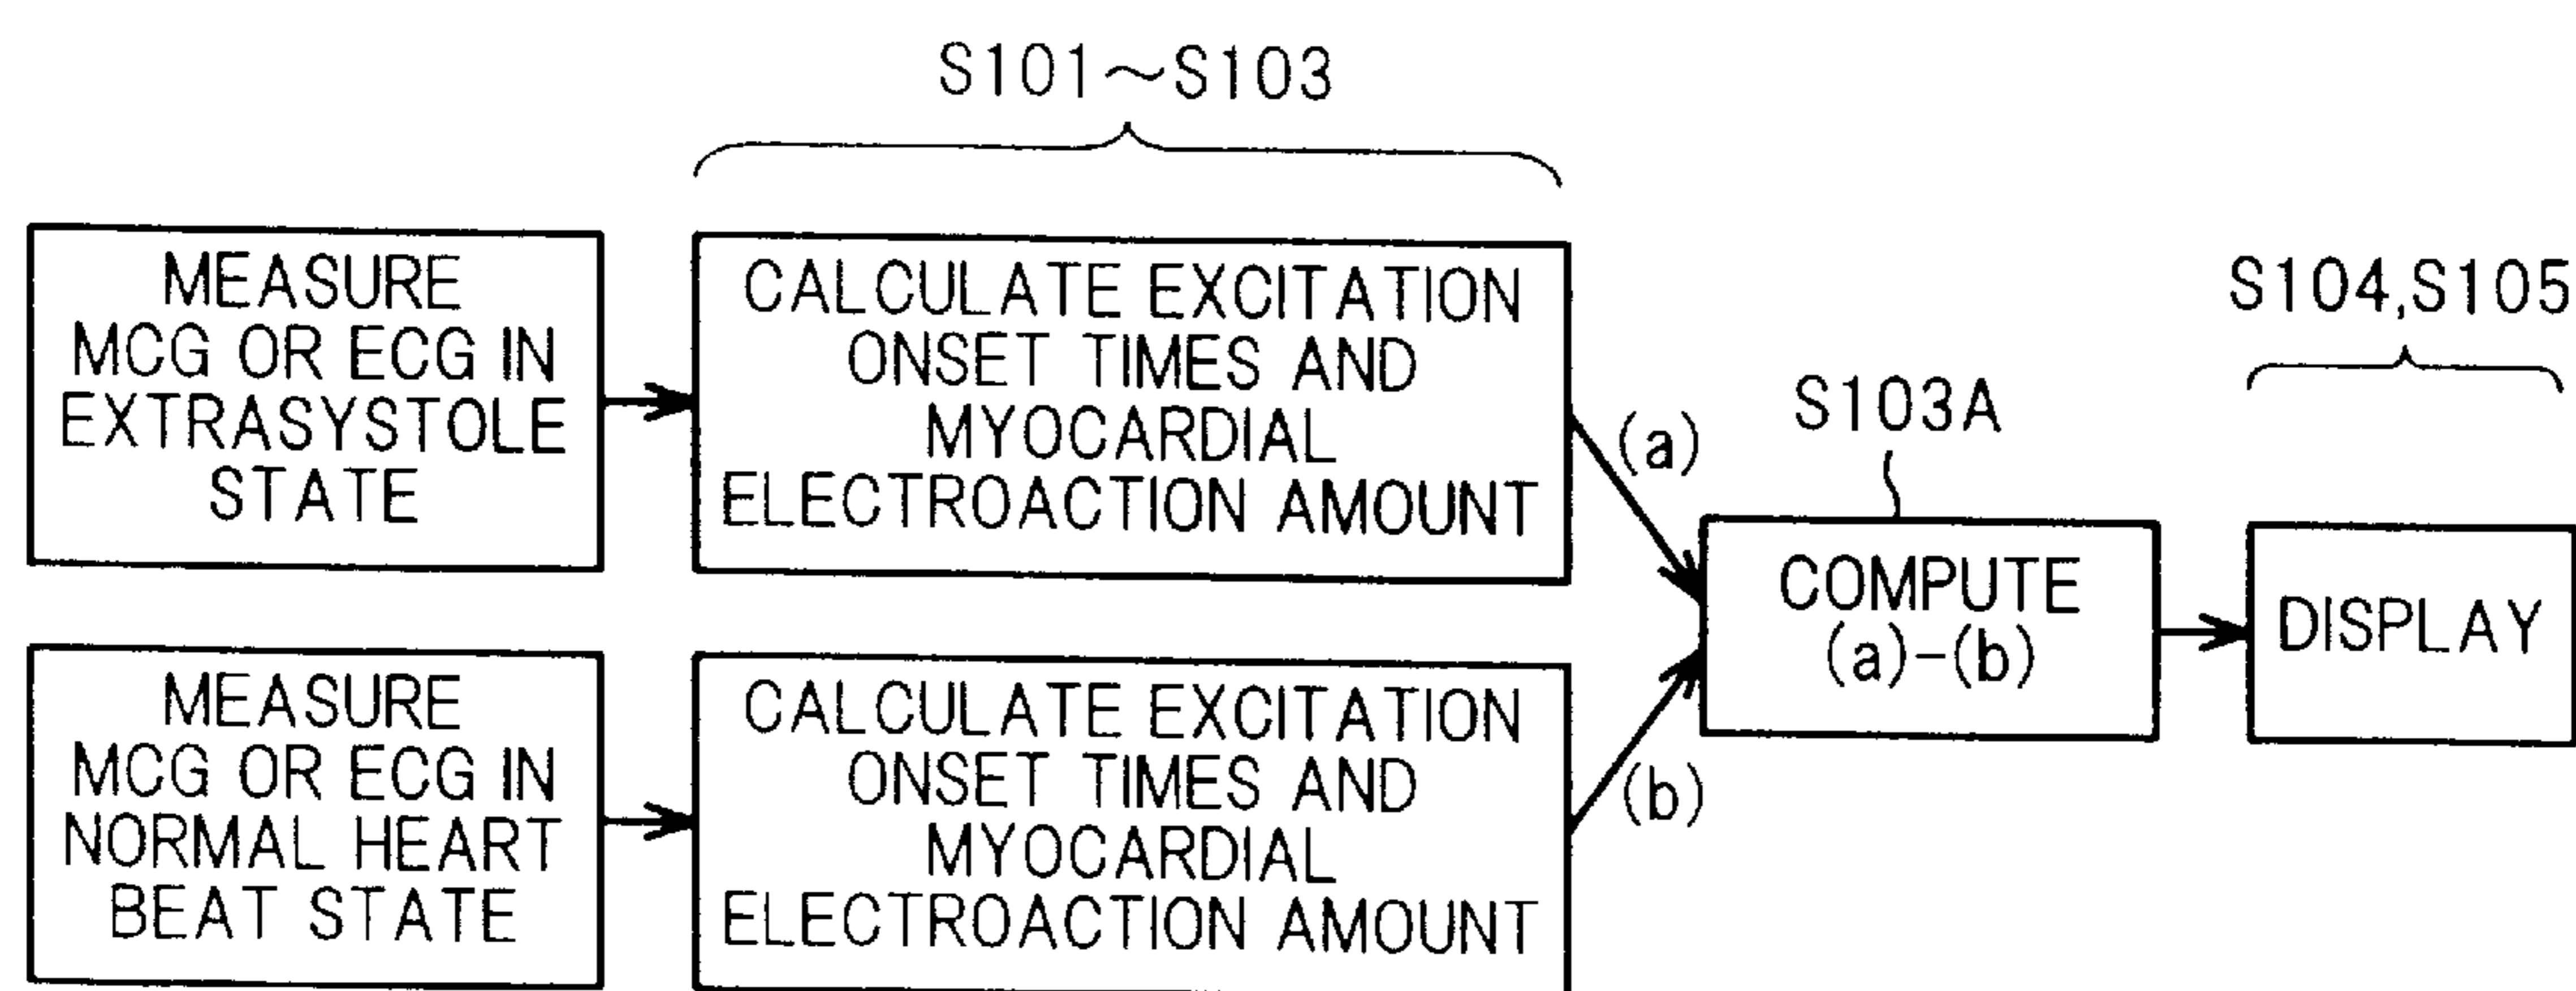 S101～S103
MEASURE
MCG OR ECG IN
EXTRASYSTOLE
STATE
CALCULATE EXCITATION
ONSET TIMES AND
MYOCARDIAL
ELECTROACTION AMOUNT
(a)
S103A
S104,S105
COMPUTE
(a)-(b)
DISPLAY
MEASURE
MCG OR ECG IN
NORMAL HEART
BEAT STATE
CALCULATE EXCITATION
ONSET TIMES AND
MYOCARDIAL
ELECTROACTION AMOUNT
(b)